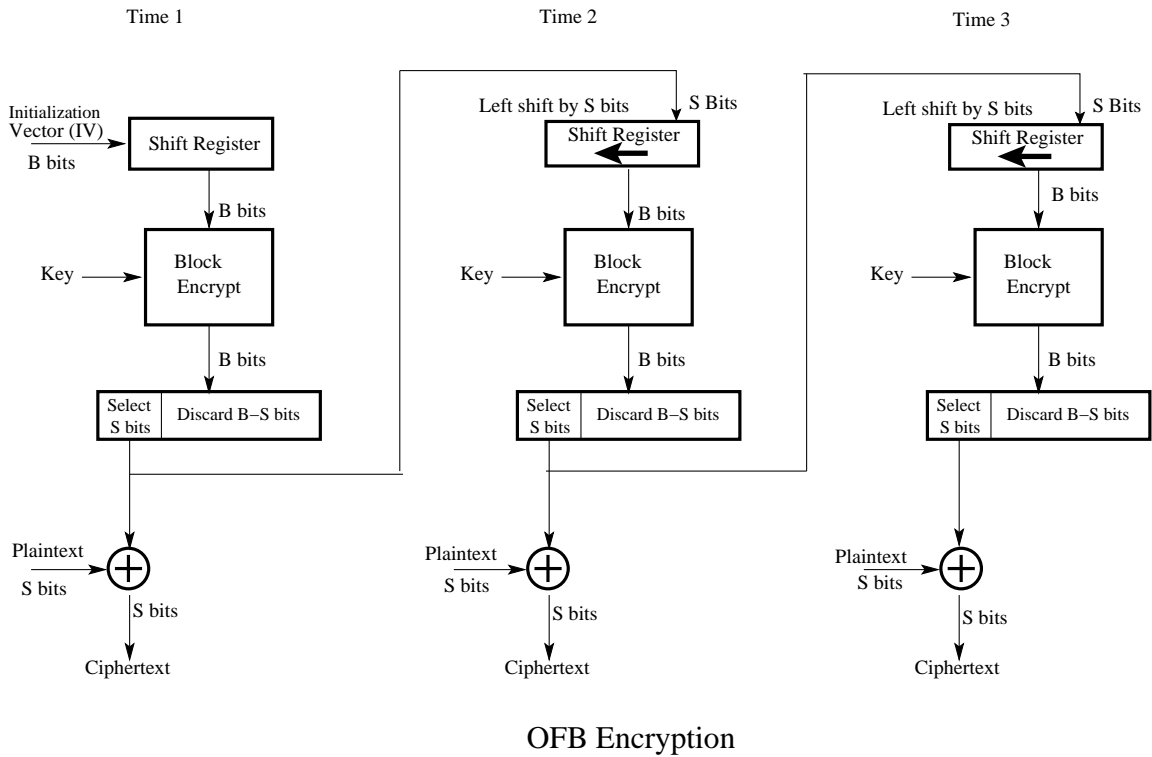 Time 1
Time 2
Time 3
Initialization
Vector (IV)
B bits
Shift Register
Left shift by S bits
S Bits
Shift Register
Left shift by S bits
S Bits
Shift Register
B bits
B bits
B bits
Key
Block
Encrypt
Key
Block
Encrypt
Key
Block
Encrypt
B bits
B bits
B bits
Select
S bits
Discard B−S bits
Select
S bits
Discard B−S bits
Select
S bits
Discard B−S bits
Plaintext
S bits
Plaintext
S bits
Plaintext
S bits
S bits
S bits
S bits
Ciphertext
Ciphertext
Ciphertext
OFB Encryption